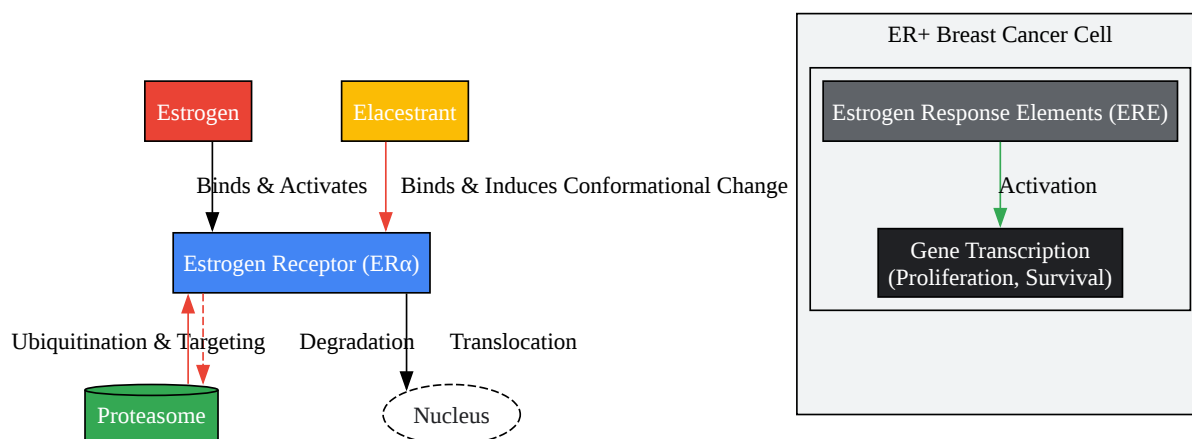 ER+ Breast Cancer Cell
Estrogen
Elacestrant
Estrogen Response Elements (ERE)
Binds & Activates
Binds & Induces Conformational Change
Activation
Estrogen Receptor (ERα)
Gene Transcription
(Proliferation, Survival)
Ubiquitination & Targeting
Degradation
Translocation
Proteasome
Nucleus